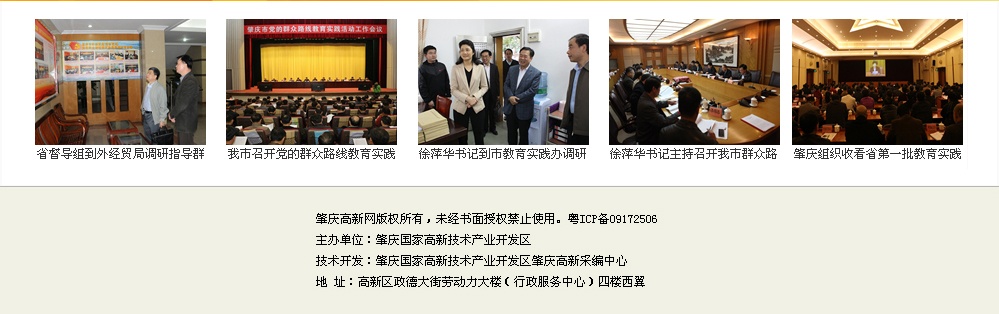 肇庆市党的群众路线教育实践活动工作会议
省督导组到外经贸局调研指导群
我市召开党的群众路线教育实践
徐萍华书记到市教育实践办调研
徐萍华书记主持召开我市群众路
肇庆组织收看省第一批教育实践
肇庆高新网版权所有，未经书面授权禁止使用。粤ICP备09172506
主办单位：肇庆国家高新技术产业开发区
技术开发：肇庆国家高新技术产业开发区肇庆高新采编中心
地 址：高新区政德大街劳动力大楼（行政服务中心）四楼西翼